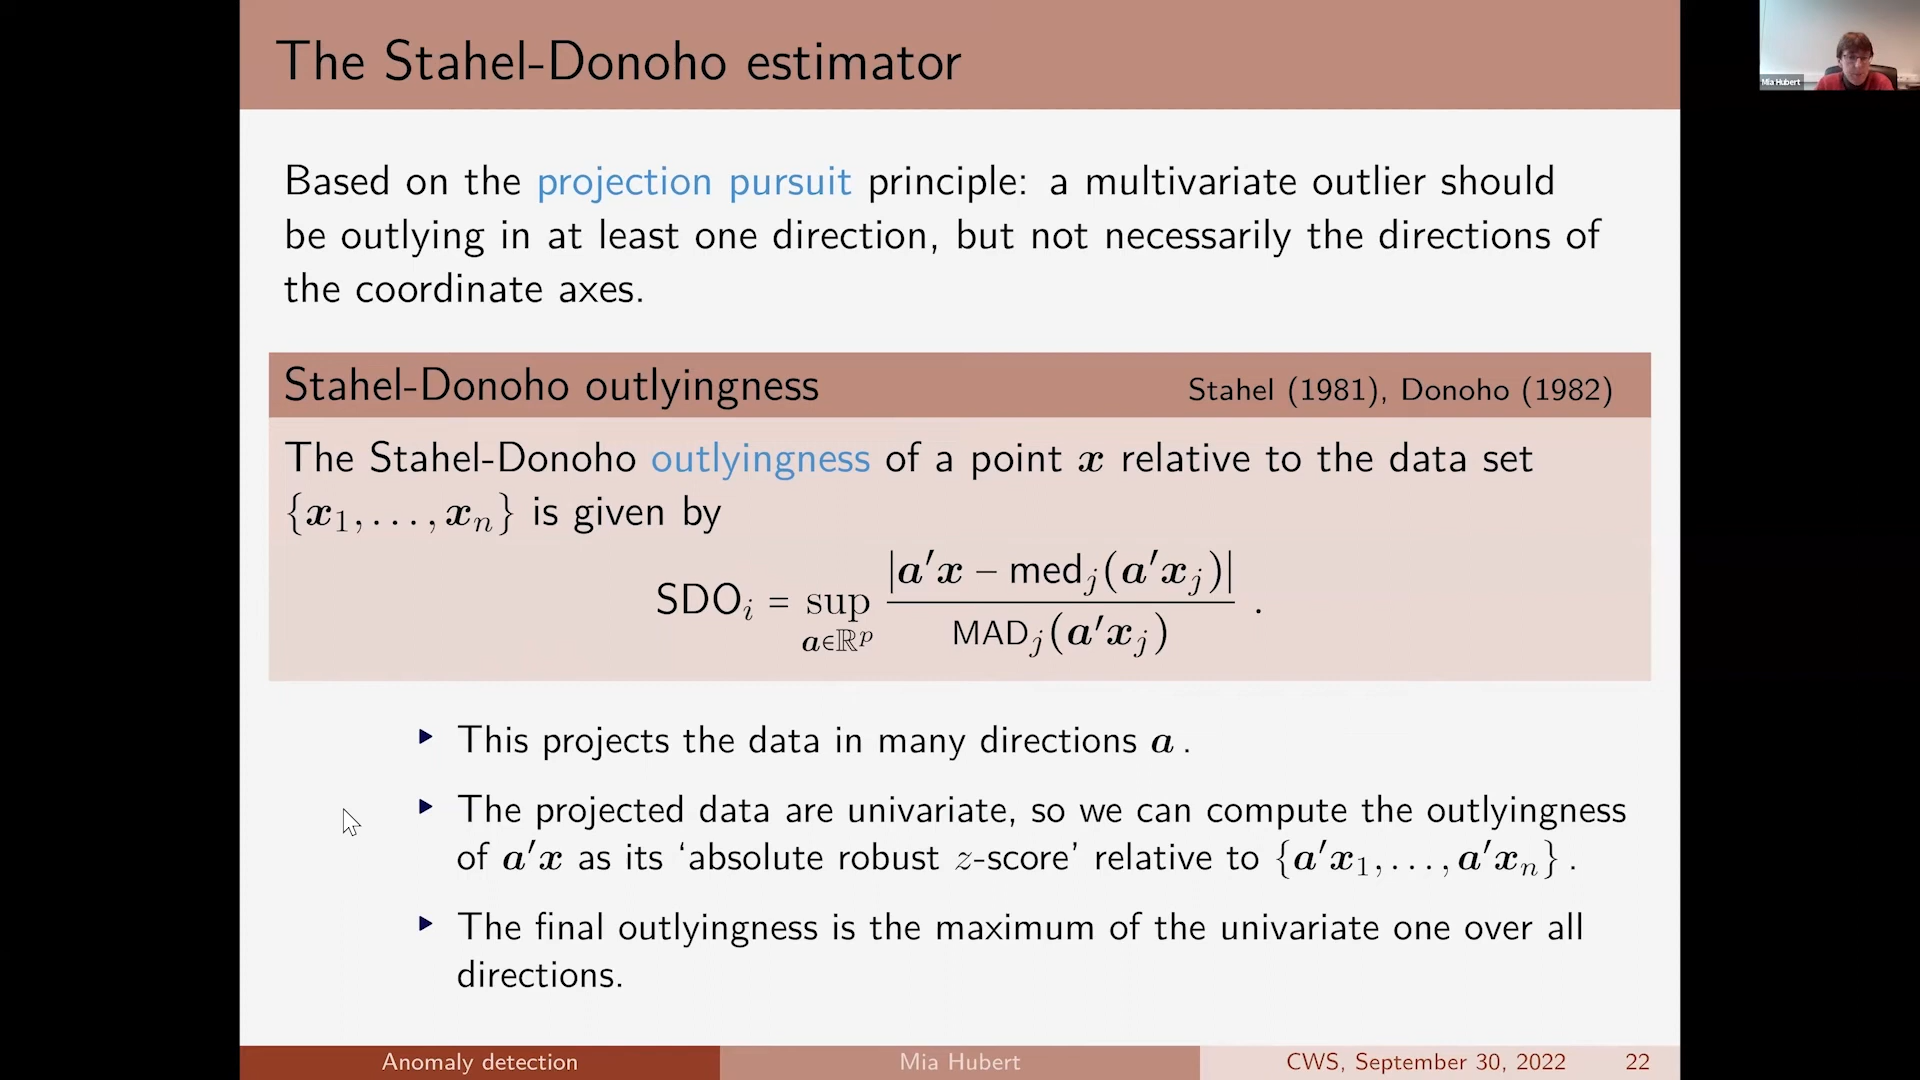 The Stahel-Donoho estimator
Mia Hubert
Based on the projection pursuit principle: a multivariate outlier should
be outlying in at least one direction, but not necessarily the directions of
the coordinate axes.
Stahel-Donoho outlyingness Stahel (1981), Donoho (1982)
The Stahel-Donoho outlyingness of a point x relative to the data set
{x₁, . . . , xₙ} is given by
SDOᵢ = sup_{a∈ℝᵖ} |a′x − medⱼ(a′xⱼ)| / MADⱼ(a′xⱼ) .
▸ This projects the data in many directions a .
▸ The projected data are univariate, so we can compute the outlyingness
of a′x as its ‘absolute robust z-score’ relative to {a′x₁, . . . , a′xₙ} .
▸ The final outlyingness is the maximum of the univariate one over all
directions.
Anomaly detection Mia Hubert CWS, September 30, 2022 22